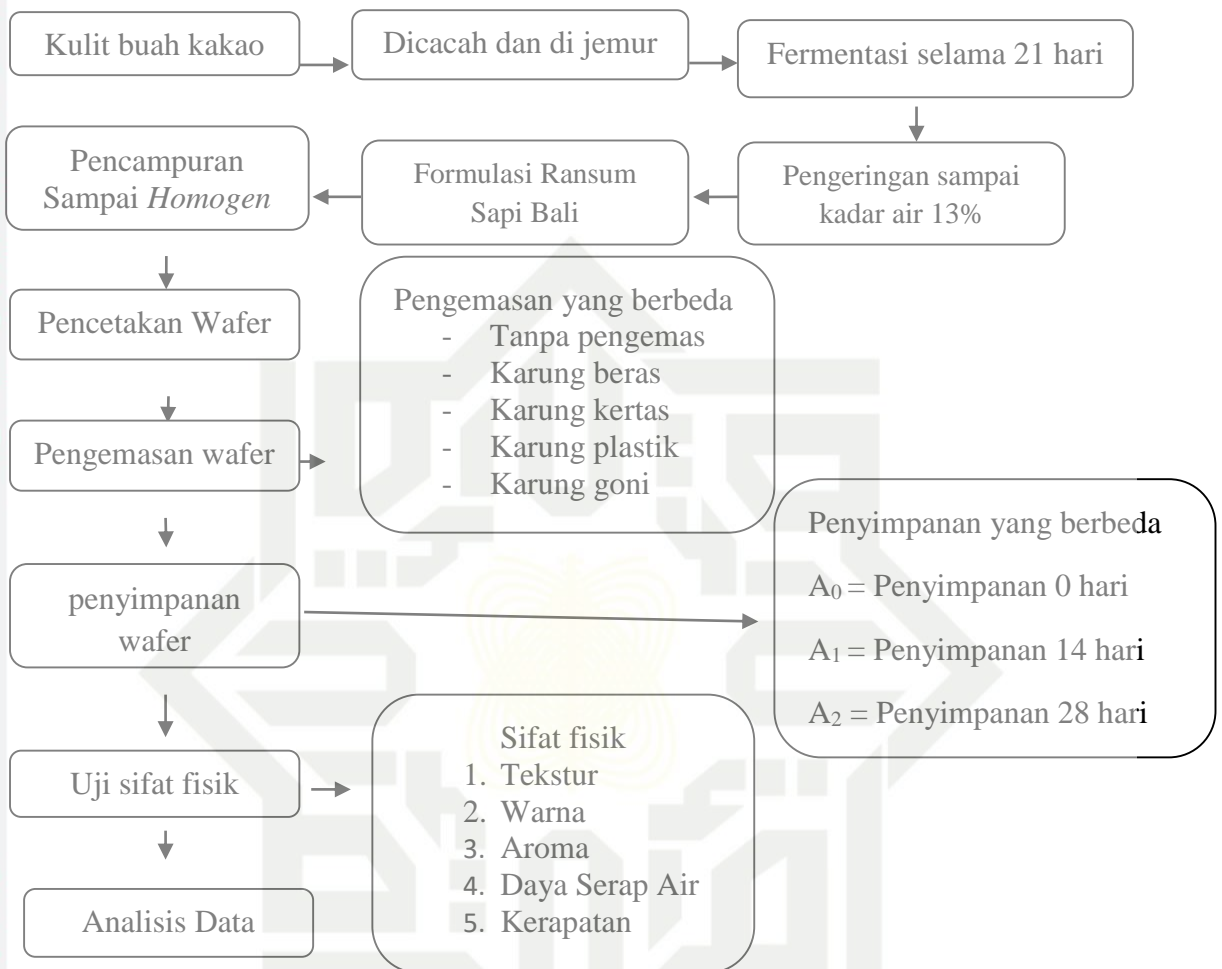 Kulit buah kakao
Dicacah dan di jemur
Fermentasi selama 21 hari
Pengeringan sampai
kadar air 13%
Formulasi Ransum
Sapi Bali
Pencampuran
Sampai Homogen
Pencetakan Wafer
Pengemasan wafer
Pengemasan yang berbeda
- Tanpa pengemas
- Karung beras
- Karung kertas
- Karung plastik
- Karung goni
penyimpanan
wafer
Penyimpanan yang berbeda
A₀ = Penyimpanan 0 hari
A₁ = Penyimpanan 14 hari
A₂ = Penyimpanan 28 hari
Uji sifat fisik
Sifat fisik
1. Tekstur
2. Warna
3. Aroma
4. Daya Serap Air
5. Kerapatan
Analisis Data